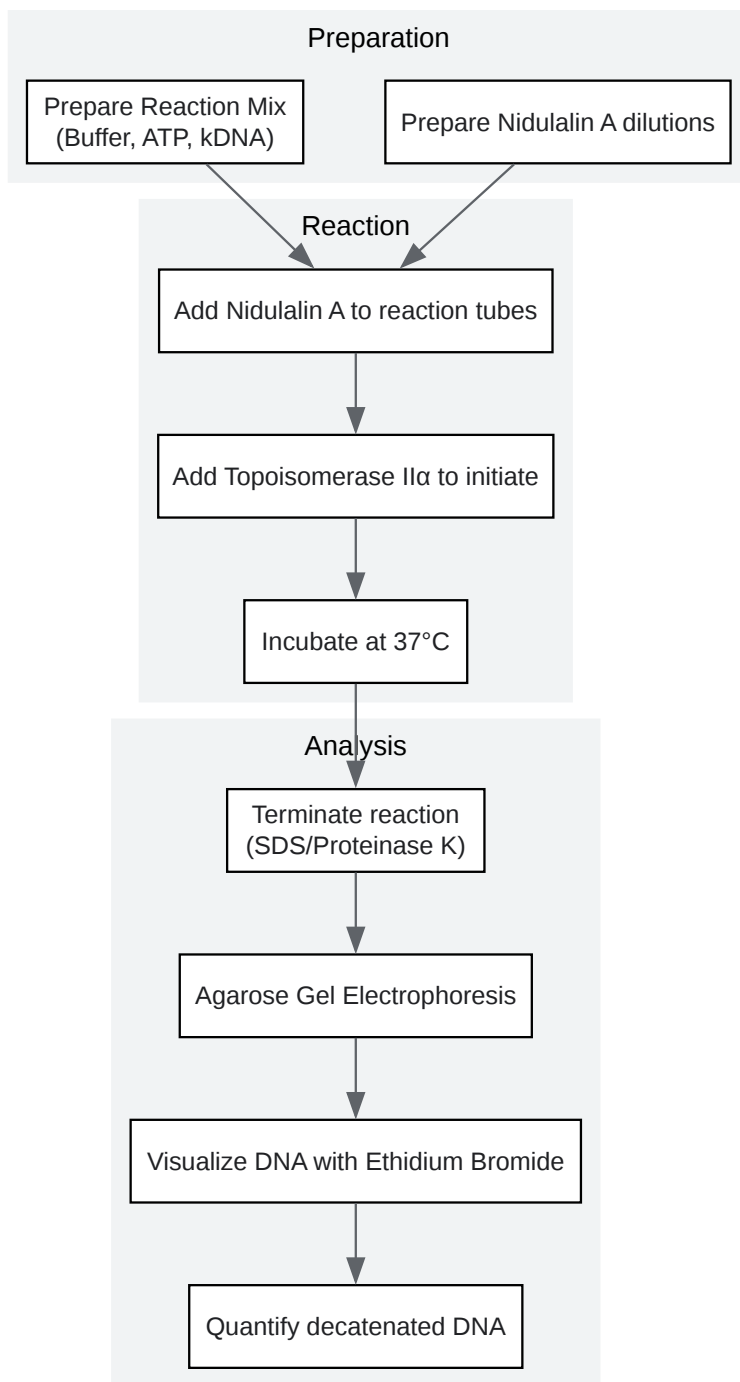 Preparation
Prepare Reaction Mix
(Buffer, ATP, kDNA)
Prepare Nidulalin A dilutions
Reaction
Add Nidulalin A to reaction tubes
Add Topoisomerase IIα to initiate
Incubate at 37°C
Analysis
Terminate reaction
(SDS/Proteinase K)
Agarose Gel Electrophoresis
Visualize DNA with Ethidium Bromide
Quantify decatenated DNA